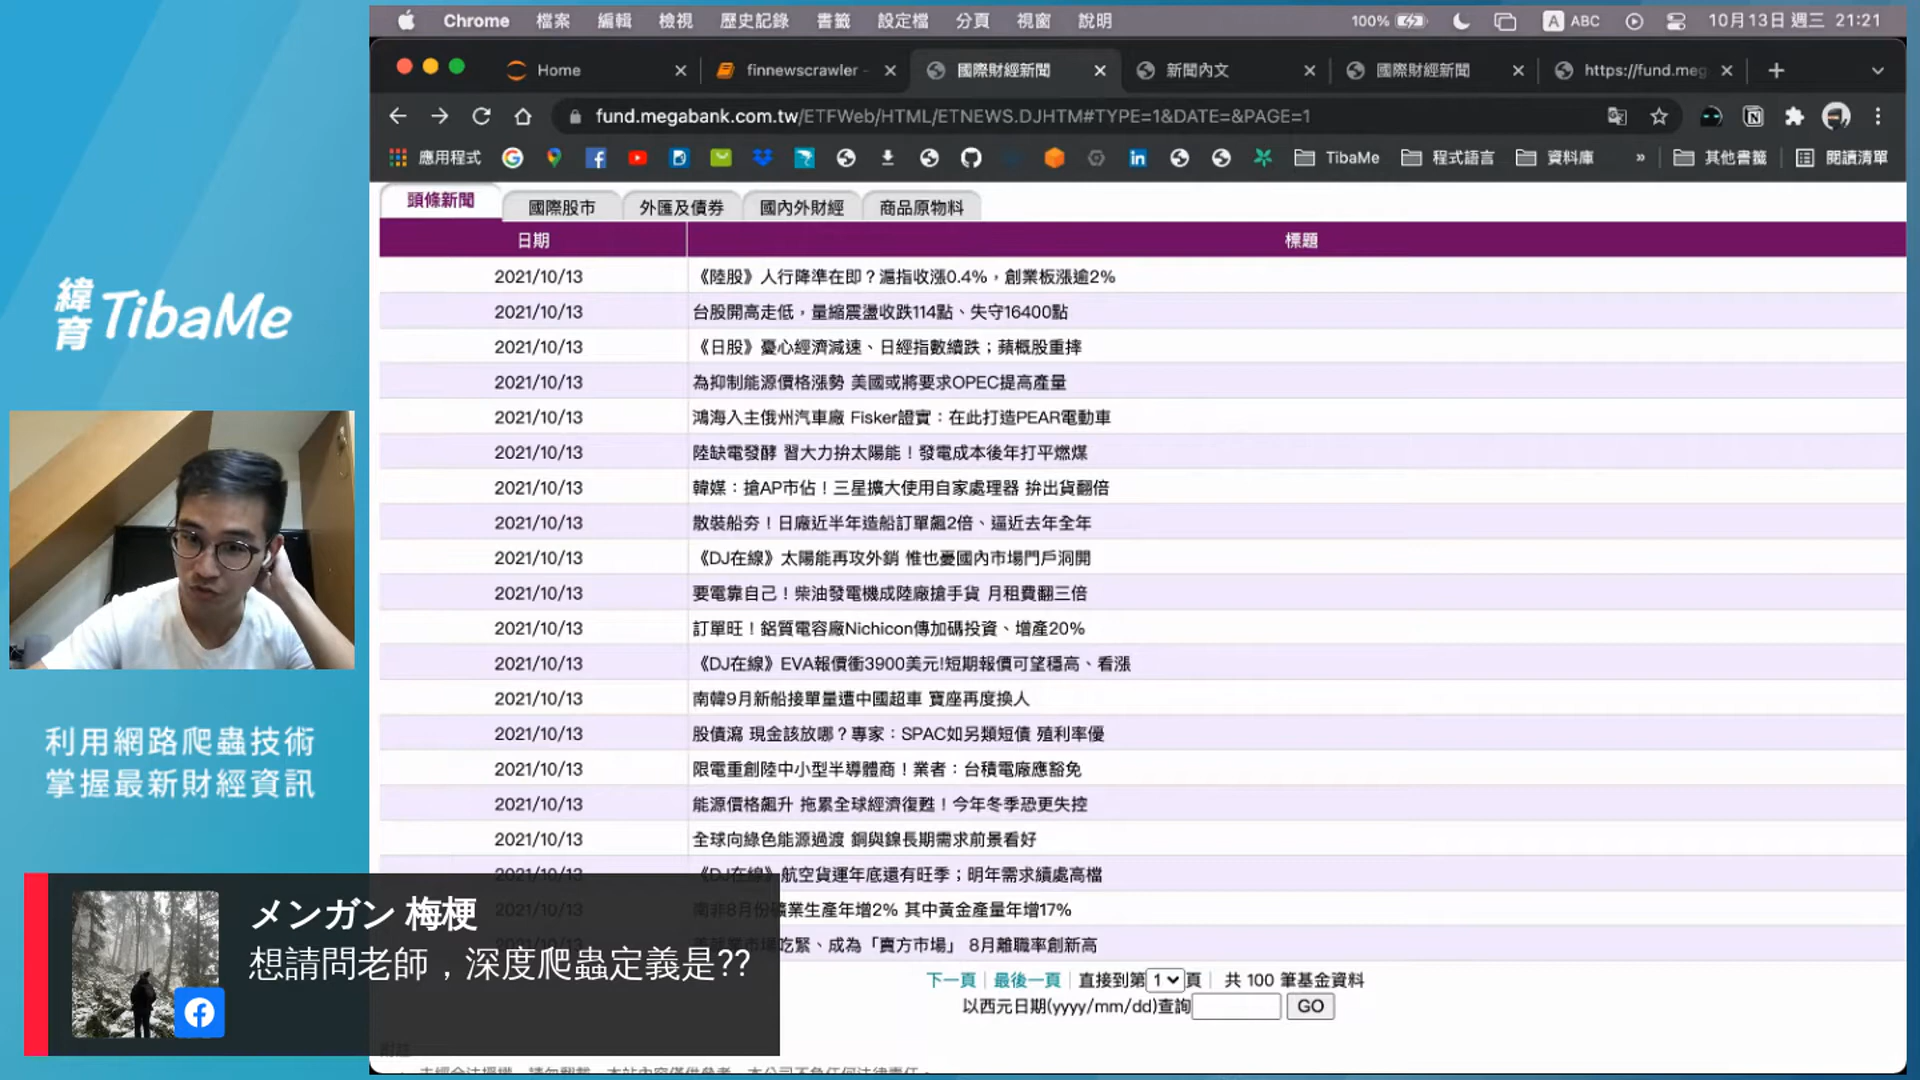 Chrome 檔案 編輯 檢視 歷史記錄 書籤 設定檔 分頁 視窗 說明 100% A ABC 10月13日 週三 21:21
Home finnewscrawler - 國際財經新聞 新聞內文 國際財經新聞 https://fund.meg
fund.megabank.com.tw/ETFWeb/HTML/ETNEWS.DJHTM#TYPE=1&DATE=&PAGE=1
應用程式 TibaMe 程式語言 資料庫 » 其他書籤 閱讀清單
頭條新聞 國際股市 外匯及債券 國內外財經 商品原物料
日期 標題
2021/10/13 《陸股》人行降準在即？滬指收漲0.4%，創業板漲逾2%
2021/10/13 台股開高走低，量縮震盪收跌114點、失守16400點
2021/10/13 《日股》憂心經濟減速、日經指數續跌；蘋概股重摔
2021/10/13 為抑制能源價格漲勢 美國或將要求OPEC提高產量
2021/10/13 鴻海入主俄州汽車廠 Fisker證實：在此打造PEAR電動車
2021/10/13 陸缺電發酵 習大力拚太陽能！發電成本後年打平燃煤
2021/10/13 韓媒：搶AP市佔！三星擴大使用自家處理器 拚出貨翻倍
2021/10/13 散裝船夯！日廠近半年造船訂單飆2倍、逼近去年全年
2021/10/13 《DJ在線》太陽能再攻外銷 惟也憂國內市場門戶洞開
2021/10/13 要電靠自己！柴油發電機成陸廠搶手貨 月租費翻三倍
2021/10/13 訂單旺！鋁質電容廠Nichicon傳加碼投資、增產20%
2021/10/13 《DJ在線》EVA報價衝3900美元!短期報價可望穩高、看漲
2021/10/13 南韓9月新船接單量遭中國超車 寶座再度換人
2021/10/13 股債瀉 現金該放哪？專家：SPAC如另類短債 殖利率優
2021/10/13 限電重創陸中小型半導體商！業者：台積電廠應豁免
2021/10/13 能源價格飆升 拖累全球經濟復甦！今年冬季恐更失控
2021/10/13 全球向綠色能源過渡 銅與鎳長期需求前景看好
2021/10/13 《DJ在線》航空貨運年底還有旺季；明年需求續處高檔
2021/10/13 南非8月份礦業生產年增2% 其中黃金產量年增17%
市場吃緊、成為「賣方市場」 8月離職率創新高
下一頁 | 最後一頁 | 直接到第 1 頁 | 共 100 筆基金資料
以西元日期(yyyy/mm/dd)查詢 GO
緯育 TibaMe
利用網路爬蟲技術
掌握最新財經資訊
メンガン 梅梗
想請問老師，深度爬蟲定義是??